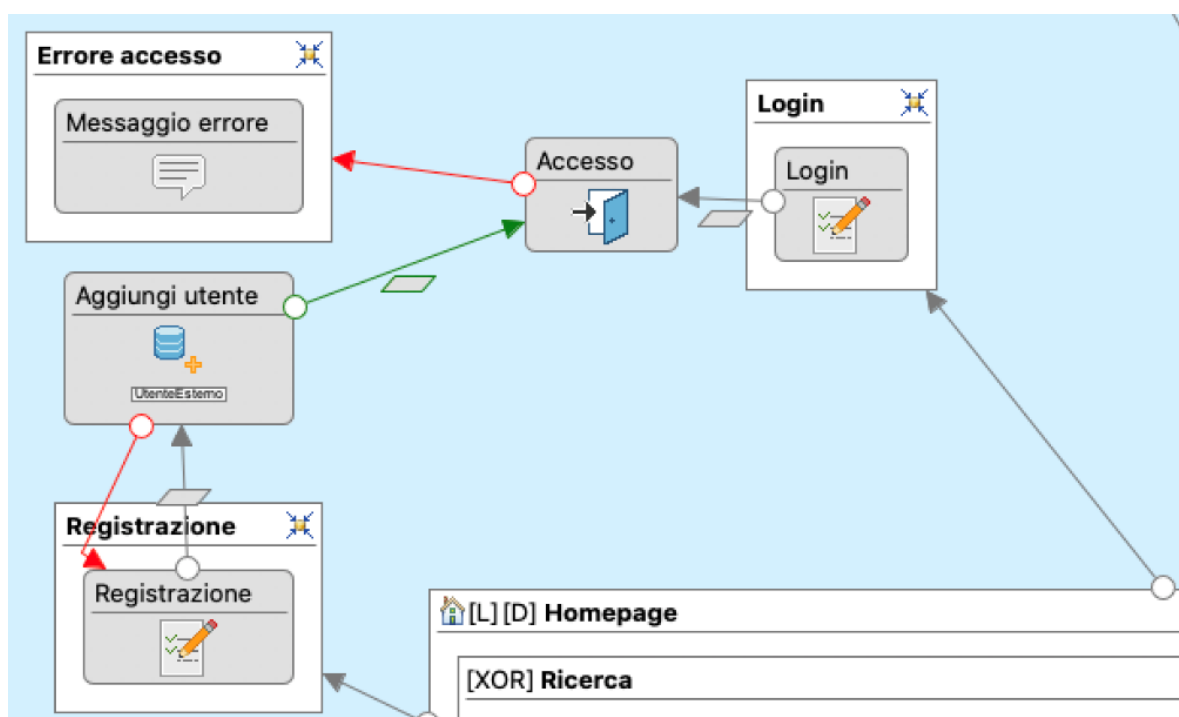 Errore accesso
Messaggio errore
Accesso
Login
Login
Aggiungi utente
UtenteEsterno
Registrazione
Registrazione
[L] [D] Homepage
[XOR] Ricerca